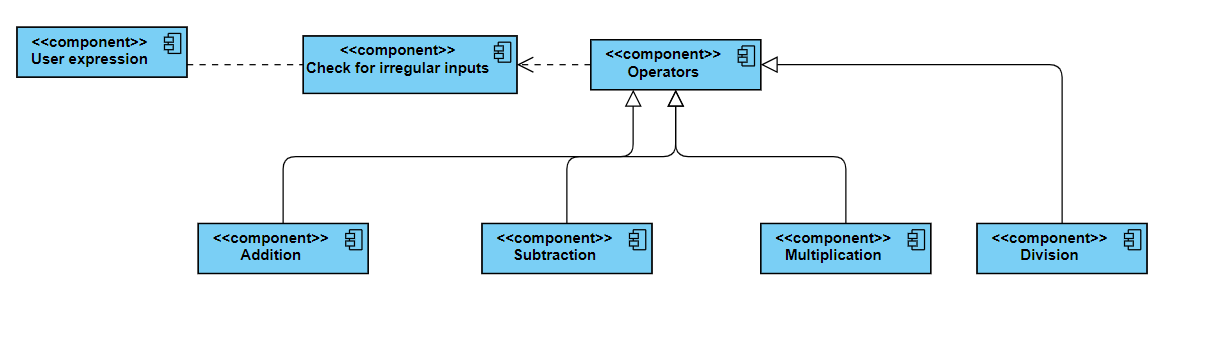 <<component>>
User expression
<<component>>
Check for irregular inputs
<<component>>
Operators
<<component>>
Addition
<<component>>
Subtraction
<<component>>
Multiplication
<<component>>
Division